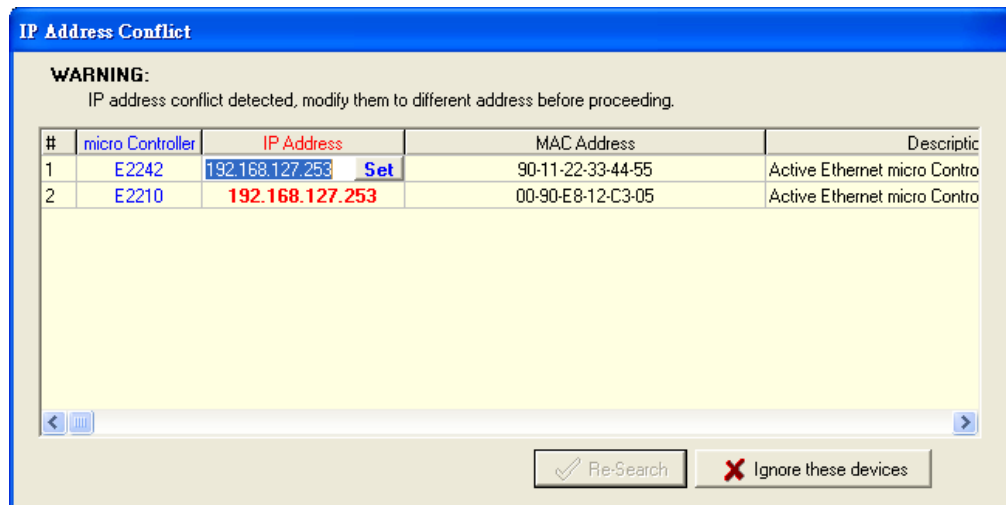 IP Address Conflict
WARNING:
IP address conflict detected, modify them to different address before proceeding.
# micro Controller IP Address MAC Address Descriptic
1 E2242 192.168.127.253 Set 90-11-22-33-44-55 Active Ethernet micro Contro
2 E2210 192.168.127.253 00-90-E8-12-C3-05 Active Ethernet micro Contro
Re-Search Ignore these devices